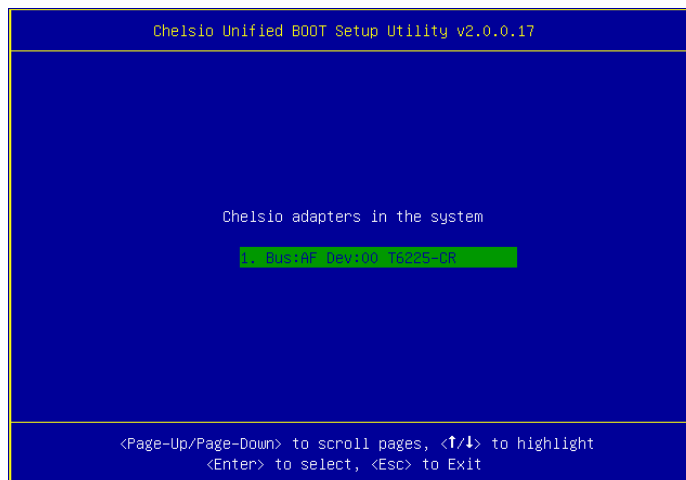 Chelsio Unified BOOT Setup Utility v2.0.0.17
Chelsio adapters in the system
1. Bus:AF Dev:00 T6225-CR
<Page-Up/Page-Down> to scroll pages, <↑/↓> to highlight
<Enter> to select, <Esc> to Exit